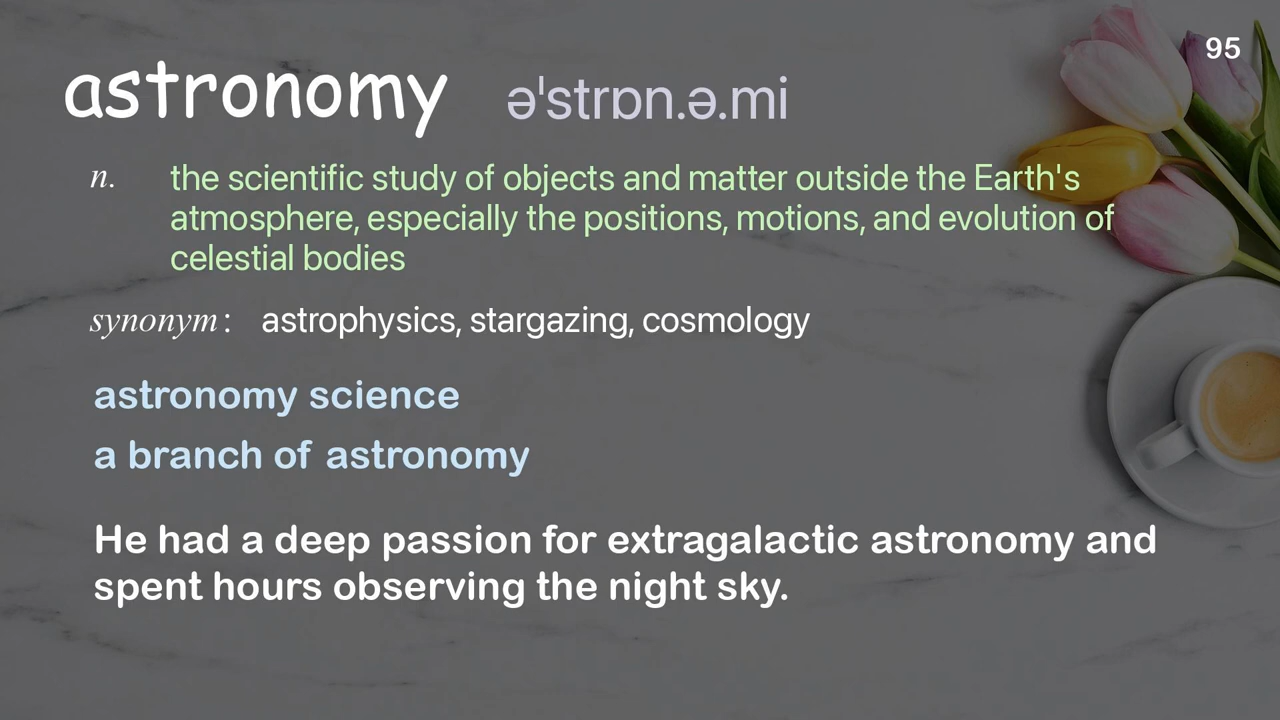 95
astronomy əˈstrɒn.ə.mi
n. the scientific study of objects and matter outside the Earth's
atmosphere, especially the positions, motions, and evolution of
celestial bodies
synonym: astrophysics, stargazing, cosmology
astronomy science
a branch of astronomy
He had a deep passion for extragalactic astronomy and
spent hours observing the night sky.